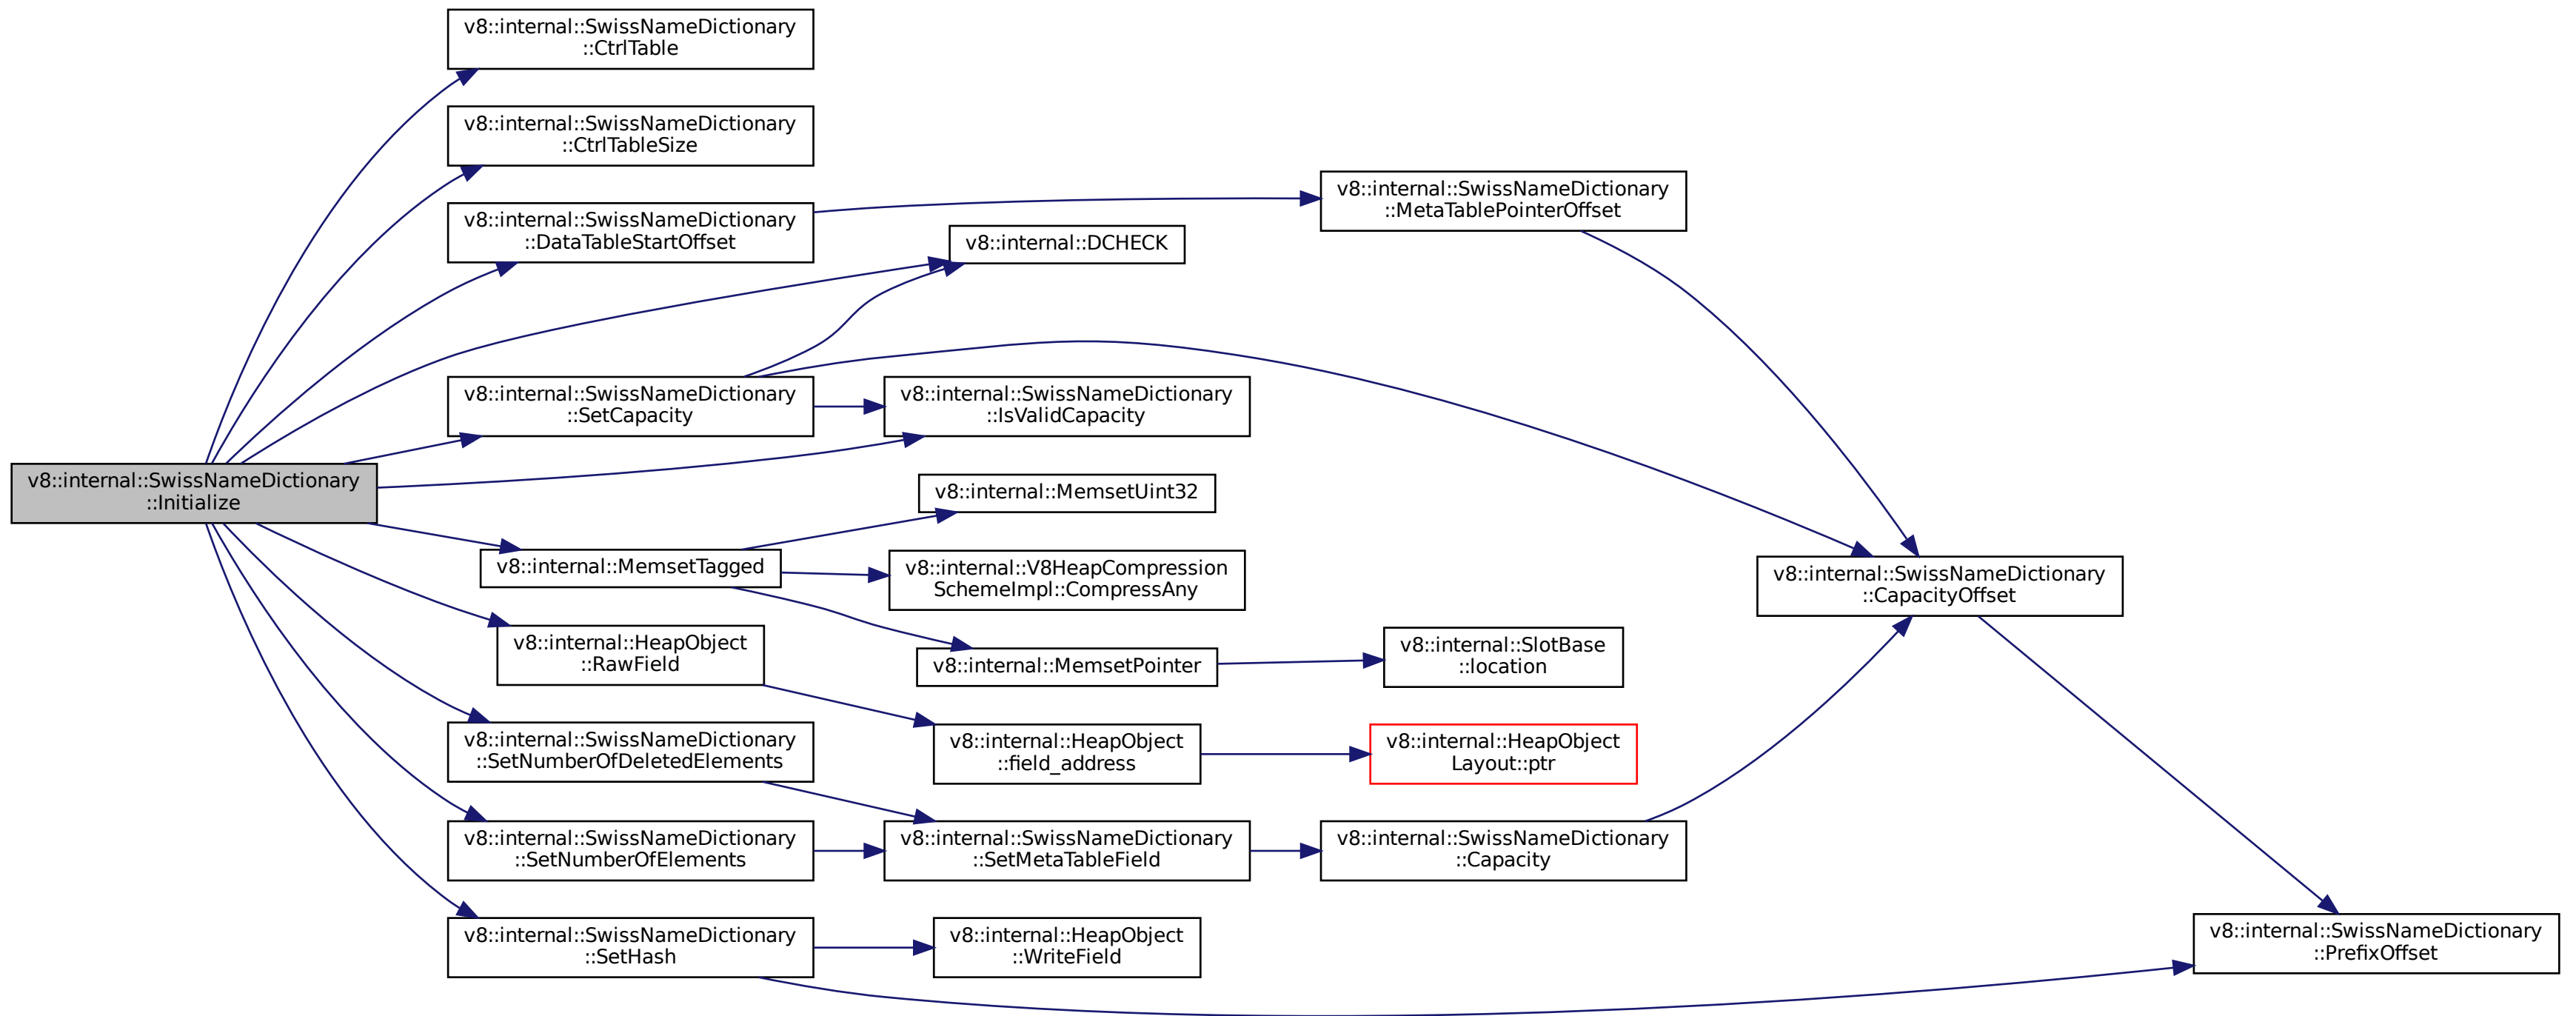 v8::internal::SwissNameDictionary
::CtrlTable
v8::internal::SwissNameDictionary
::CtrlTableSize
v8::internal::SwissNameDictionary
::DataTableStartOffset
v8::internal::SwissNameDictionary
::MetaTablePointerOffset
v8::internal::DCHECK
v8::internal::SwissNameDictionary
::SetCapacity
v8::internal::SwissNameDictionary
::IsValidCapacity
v8::internal::SwissNameDictionary
::Initialize
v8::internal::MemsetUint32
v8::internal::MemsetTagged
v8::internal::V8HeapCompression
SchemeImpl::CompressAny
v8::internal::SwissNameDictionary
::CapacityOffset
v8::internal::HeapObject
::RawField
v8::internal::MemsetPointer
v8::internal::SlotBase
::location
v8::internal::SwissNameDictionary
::SetNumberOfDeletedElements
v8::internal::HeapObject
::field_address
v8::internal::HeapObject
Layout::ptr
v8::internal::SwissNameDictionary
::SetNumberOfElements
v8::internal::SwissNameDictionary
::SetMetaTableField
v8::internal::SwissNameDictionary
::Capacity
v8::internal::SwissNameDictionary
::SetHash
v8::internal::HeapObject
::WriteField
v8::internal::SwissNameDictionary
::PrefixOffset